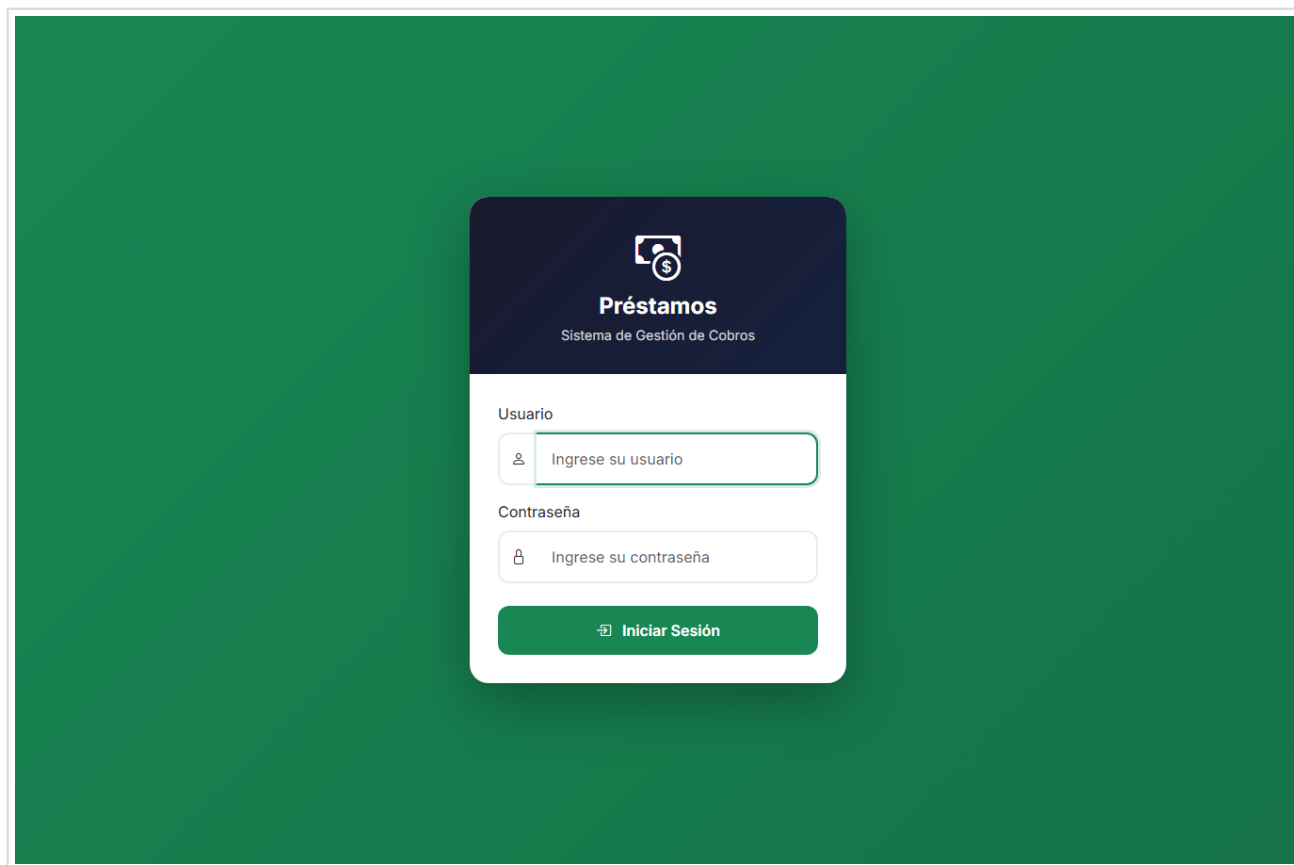 $
Préstamos
Sistema de Gestión de Cobros
Usuario
Ingrese su usuario
Contraseña
Ingrese su contraseña
Iniciar Sesión